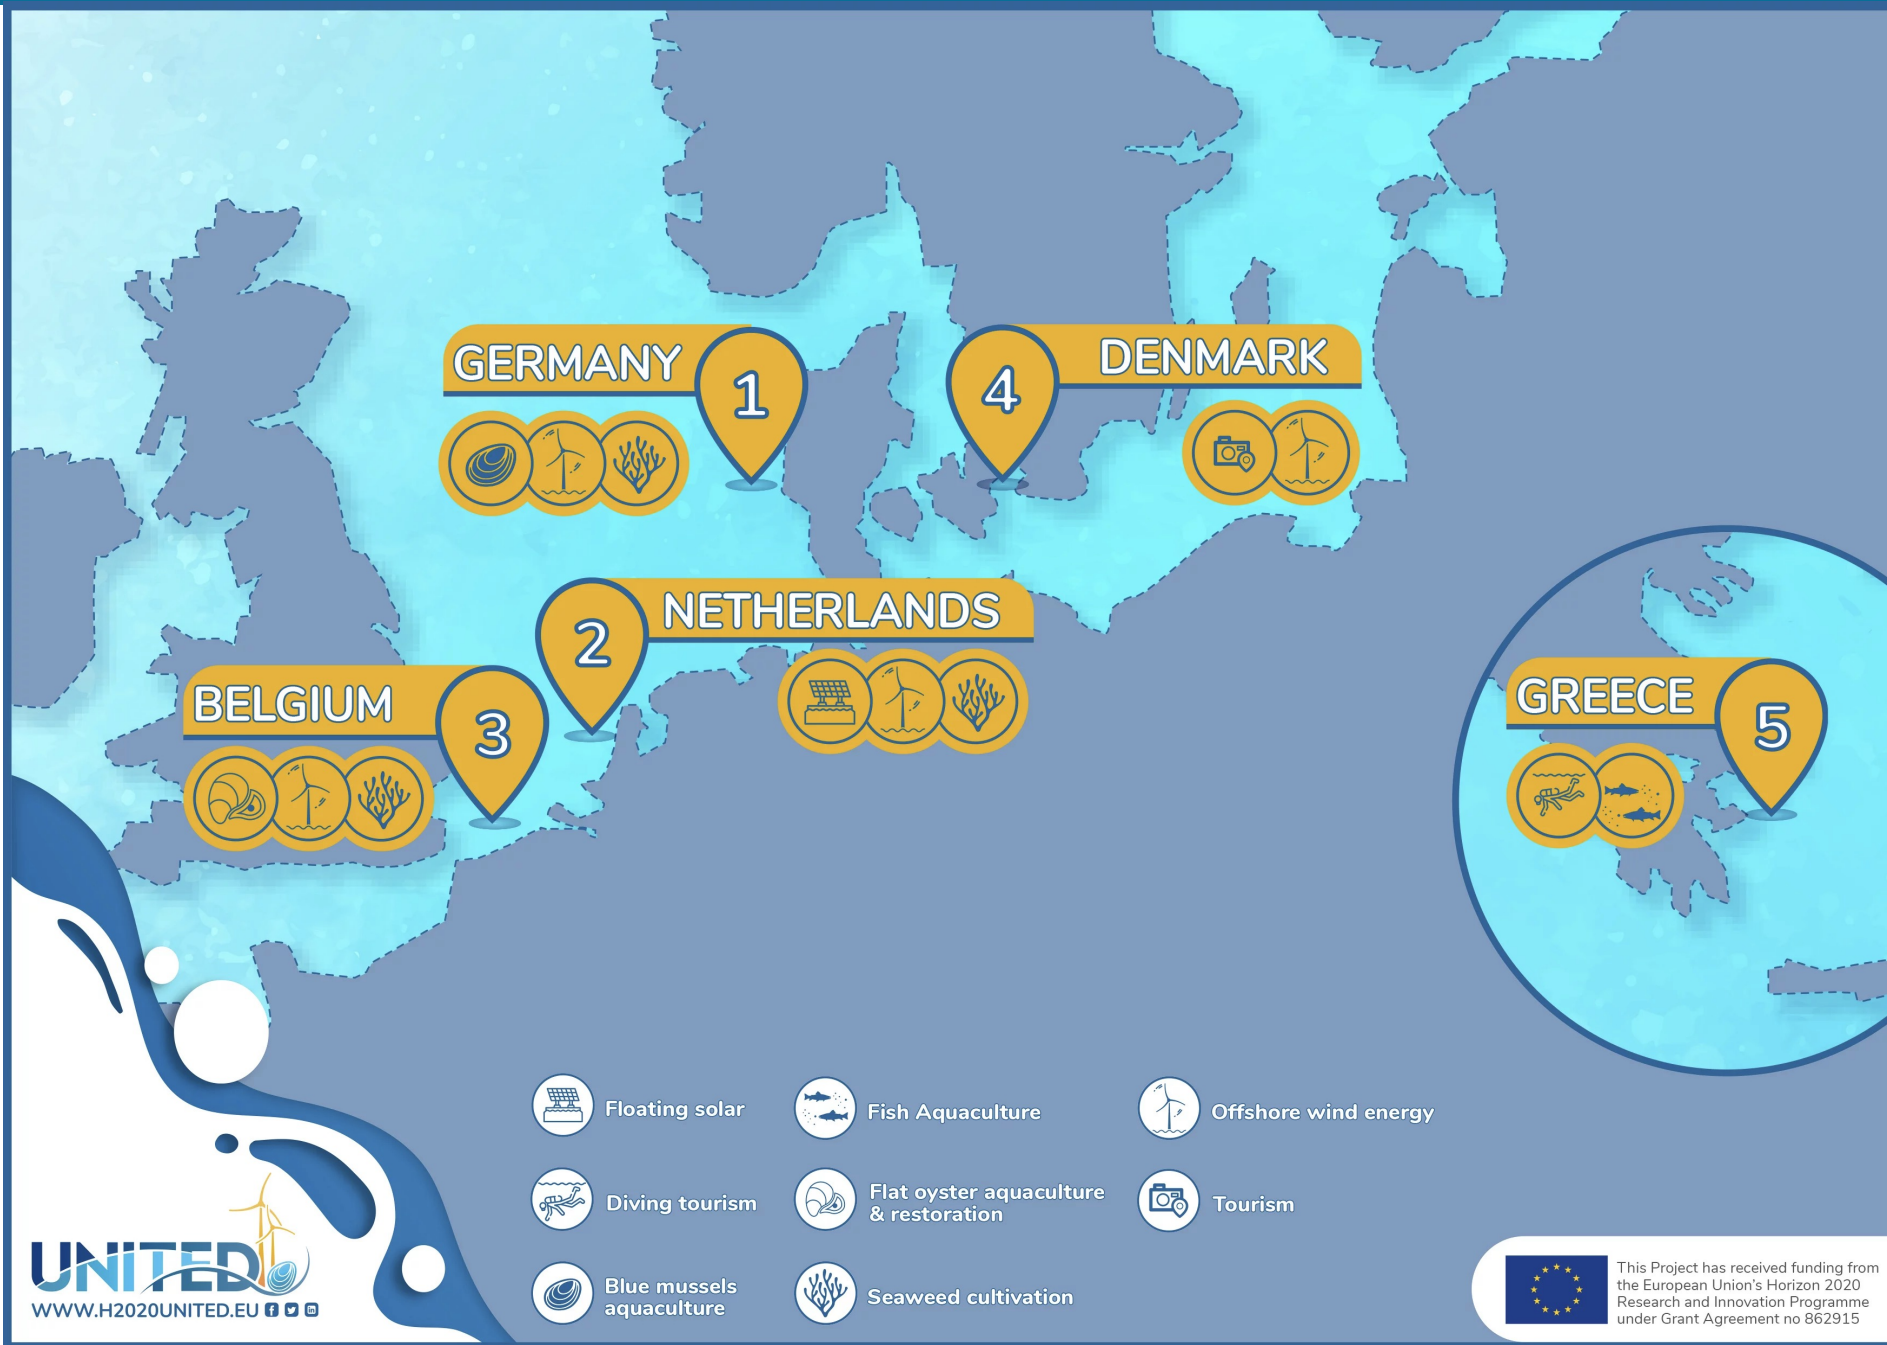 GERMANY
1
4
DENMARK
2
NETHERLANDS
BELGIUM
3
GREECE
5
Floating solar
Fish Aquaculture
Offshore wind energy
Diving tourism
Flat oyster aquaculture
& restoration
Tourism
Blue mussels
aquaculture
Seaweed cultivation
UNITED
WWW.H2020UNITED.EU
This Project has received funding from
the European Union's Horizon 2020
Research and Innovation Programme
under Grant Agreement no 862915